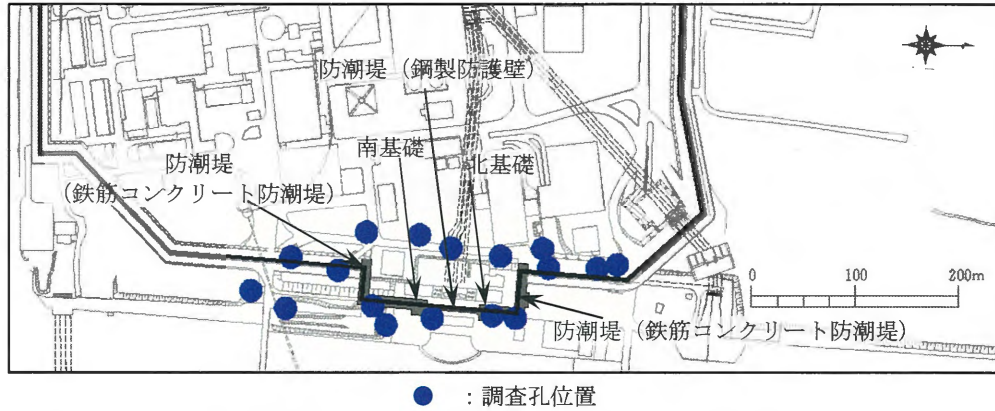 防潮堤（鋼製防護壁）
南基礎
北基礎
防潮堤
（鉄筋コンクリート防潮堤）
0 100 200m
防潮堤（鉄筋コンクリート防潮堤）
：調査孔位置